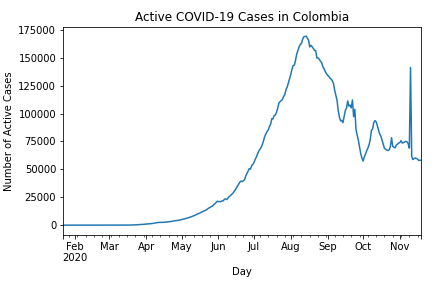 Active COVID-19 Cases in Colombia
Number of Active Cases
175000
150000
125000
100000
75000
50000
25000
0
Feb Mar Apr May Jun Jul Aug Sep Oct Nov
2020
Day